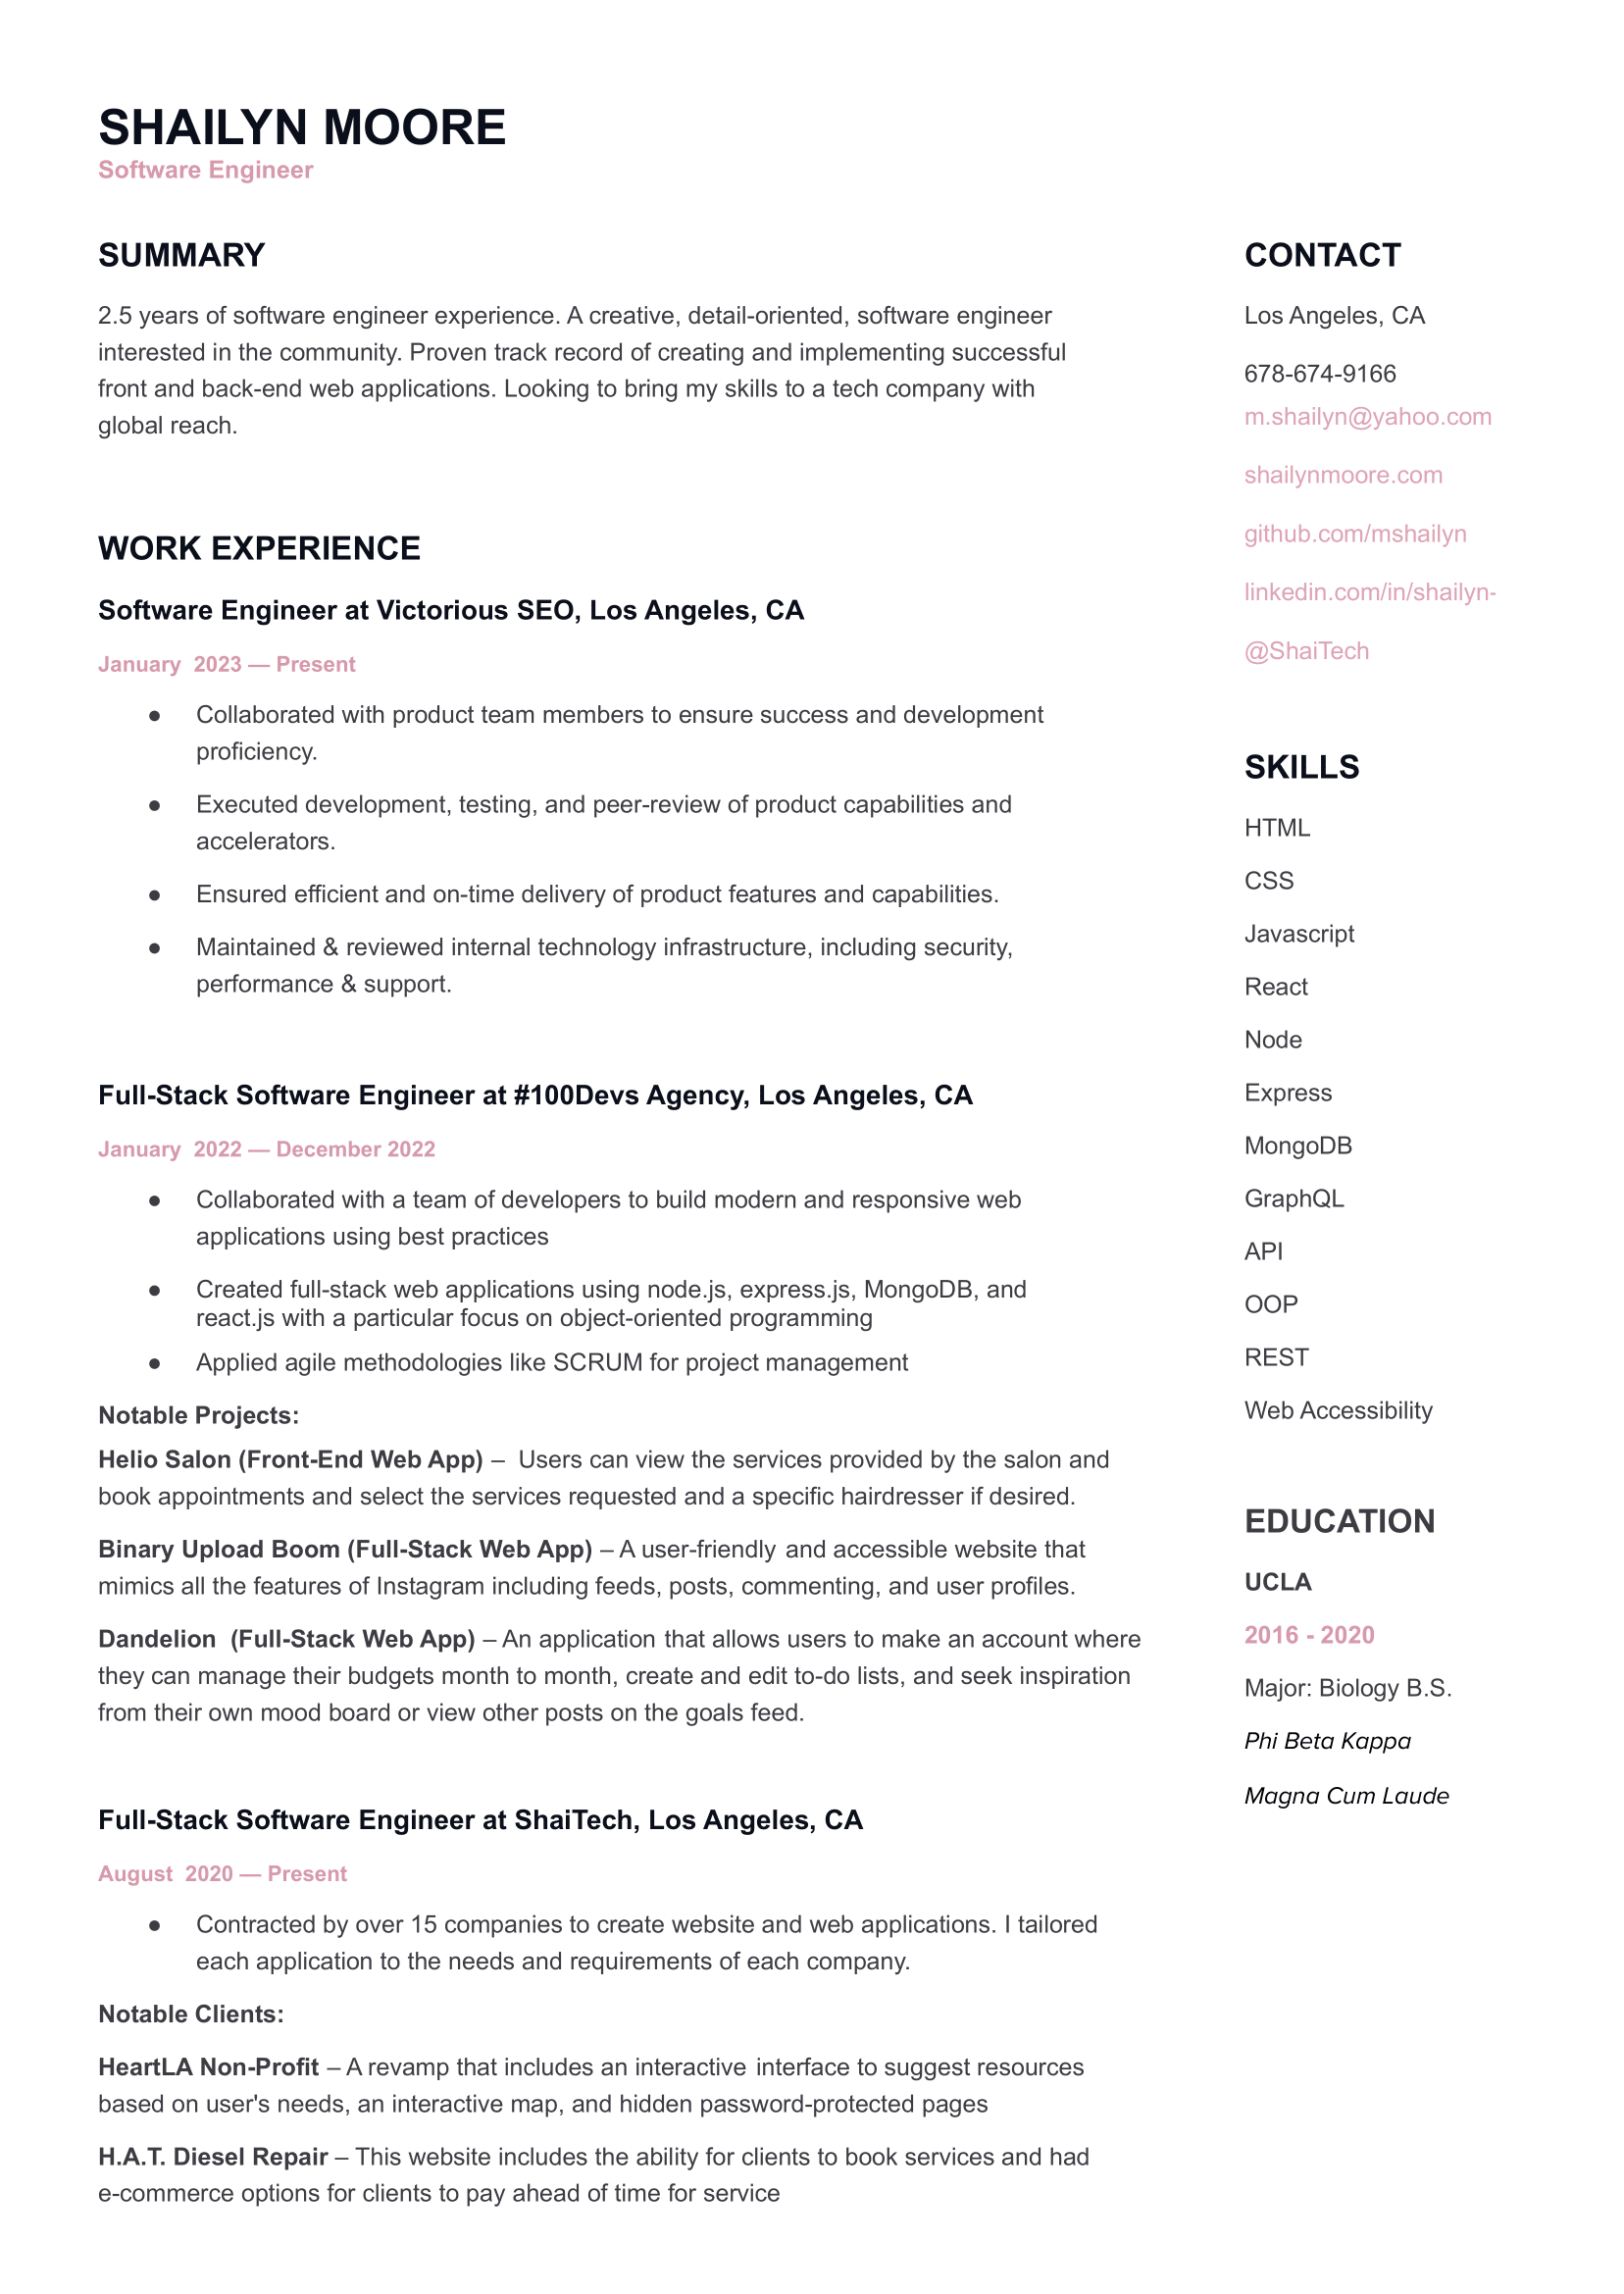 SHAILYN MOORE
Software Engineer
SUMMARY
2.5 years of software engineer experience. A creative, detail-oriented, software engineer
interested in the community. Proven track record of creating and implementing successful
front and back-end web applications. Looking to bring my skills to a tech company with
global reach.
WORK EXPERIENCE
Software Engineer at Victorious SEO, Los Angeles, CA
January 2023 — Present
● Collaborated with product team members to ensure success and development
proficiency.
● Executed development, testing, and peer-review of product capabilities and
accelerators.
● Ensured efficient and on-time delivery of product features and capabilities.
● Maintained & reviewed internal technology infrastructure, including security,
performance & support.
Full-Stack Software Engineer at #100Devs Agency, Los Angeles, CA
January 2022 — December 2022
● Collaborated with a team of developers to build modern and responsive web
applications using best practices
● Created full-stack web applications using node.js, express.js, MongoDB, and
react.js with a particular focus on object-oriented programming
● Applied agile methodologies like SCRUM for project management
Notable Projects:
Helio Salon (Front-End Web App) – Users can view the services provided by the salon and
book appointments and select the services requested and a specific hairdresser if desired.
Binary Upload Boom (Full-Stack Web App) – A user-friendly and accessible website that
mimics all the features of Instagram including feeds, posts, commenting, and user profiles.
Dandelion (Full-Stack Web App) – An application that allows users to make an account where
they can manage their budgets month to month, create and edit to-do lists, and seek inspiration
from their own mood board or view other posts on the goals feed.
Full-Stack Software Engineer at ShaiTech, Los Angeles, CA
August 2020 — Present
● Contracted by over 15 companies to create website and web applications. I tailored
each application to the needs and requirements of each company.
Notable Clients:
HeartLA Non-Profit – A revamp that includes an interactive interface to suggest resources
based on user's needs, an interactive map, and hidden password-protected pages
H.A.T. Diesel Repair – This website includes the ability for clients to book services and had
e-commerce options for clients to pay ahead of time for service
CONTACT
Los Angeles, CA
678-674-9166
m.shailyn@yahoo.com
shailynmoore.com
github.com/mshailyn
linkedin.com/in/shailyn-
@ShaiTech
SKILLS
HTML
CSS
Javascript
React
Node
Express
MongoDB
GraphQL
API
OOP
REST
Web Accessibility
EDUCATION
UCLA
2016 - 2020
Major: Biology B.S.
Phi Beta Kappa
Magna Cum Laude